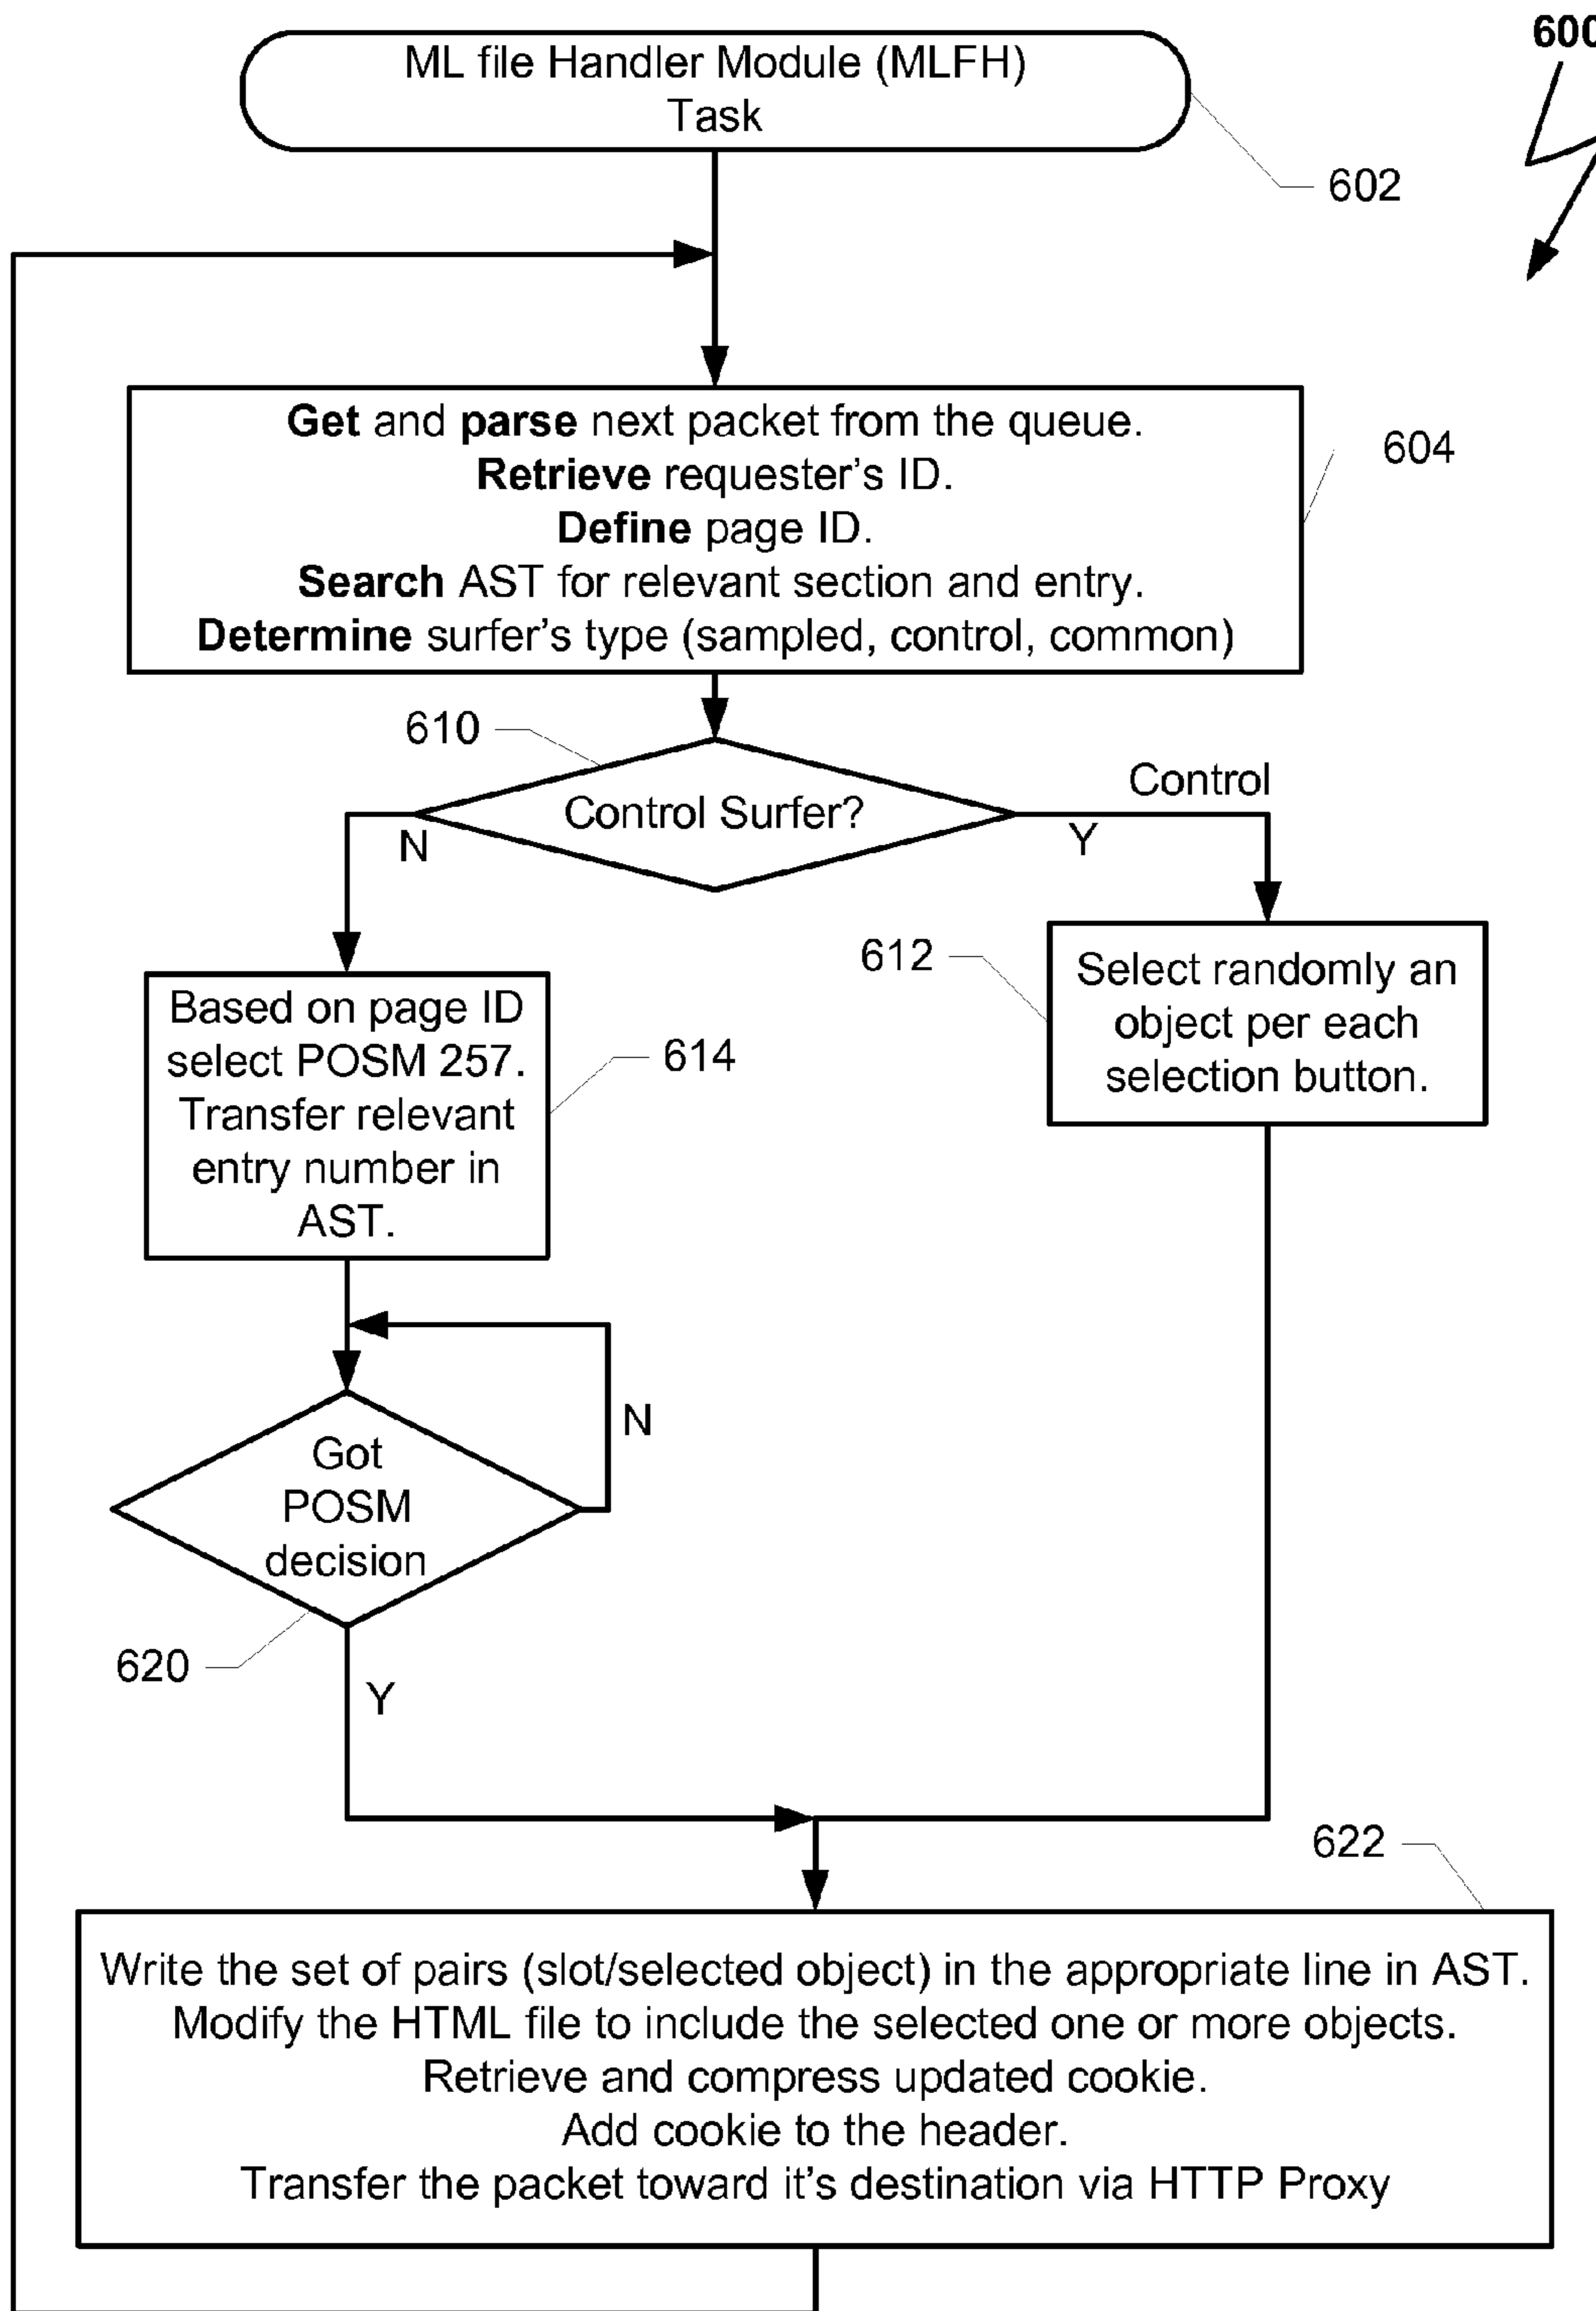 600
ML file Handler Module (MLFH)
Task
602
Get and parse next packet from the queue.
Retrieve requester's ID.
Define page ID.
Search AST for relevant section and entry.
Determine surfer's type (sampled, control, common)
604
610
Control Surfer?
Control
N
Y
612
Select randomly an
object per each
selection button.
Based on page ID
select POSM 257.
Transfer relevant
entry number in
AST.
614
Got
POSM
decision
N
620
Y
622
Write the set of pairs (slot/selected object) in the appropriate line in AST.
Modify the HTML file to include the selected one or more objects.
Retrieve and compress updated cookie.
Add cookie to the header.
Transfer the packet toward it's destination via HTTP Proxy